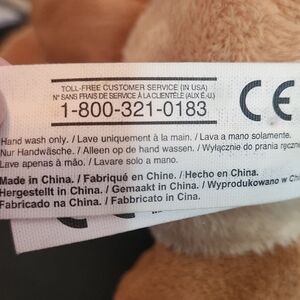 TOLL-FREE CUSTOMER SERVICE (IN USA)
N° SANS FRAIS DE SERVICE À LA CLIENTÈLE (AUX É.-U.)
1-800-321-0183
CE
Hand wash only. / Lave uniquement à la main. / Lava a mano solamente.
Nur Handwäsche. / Alleen op de hand wassen. / Wyłącznie do prania ręcznego
Lave apenas à mão. / Lavare solo a mano.
Made in China. / Fabriqué en Chine. / Hecho en China.
Hergestellt in China. / Gemaakt in China. / Wyprodukowano w Chi
Fabricado na China. / Fabbricato in Cina.